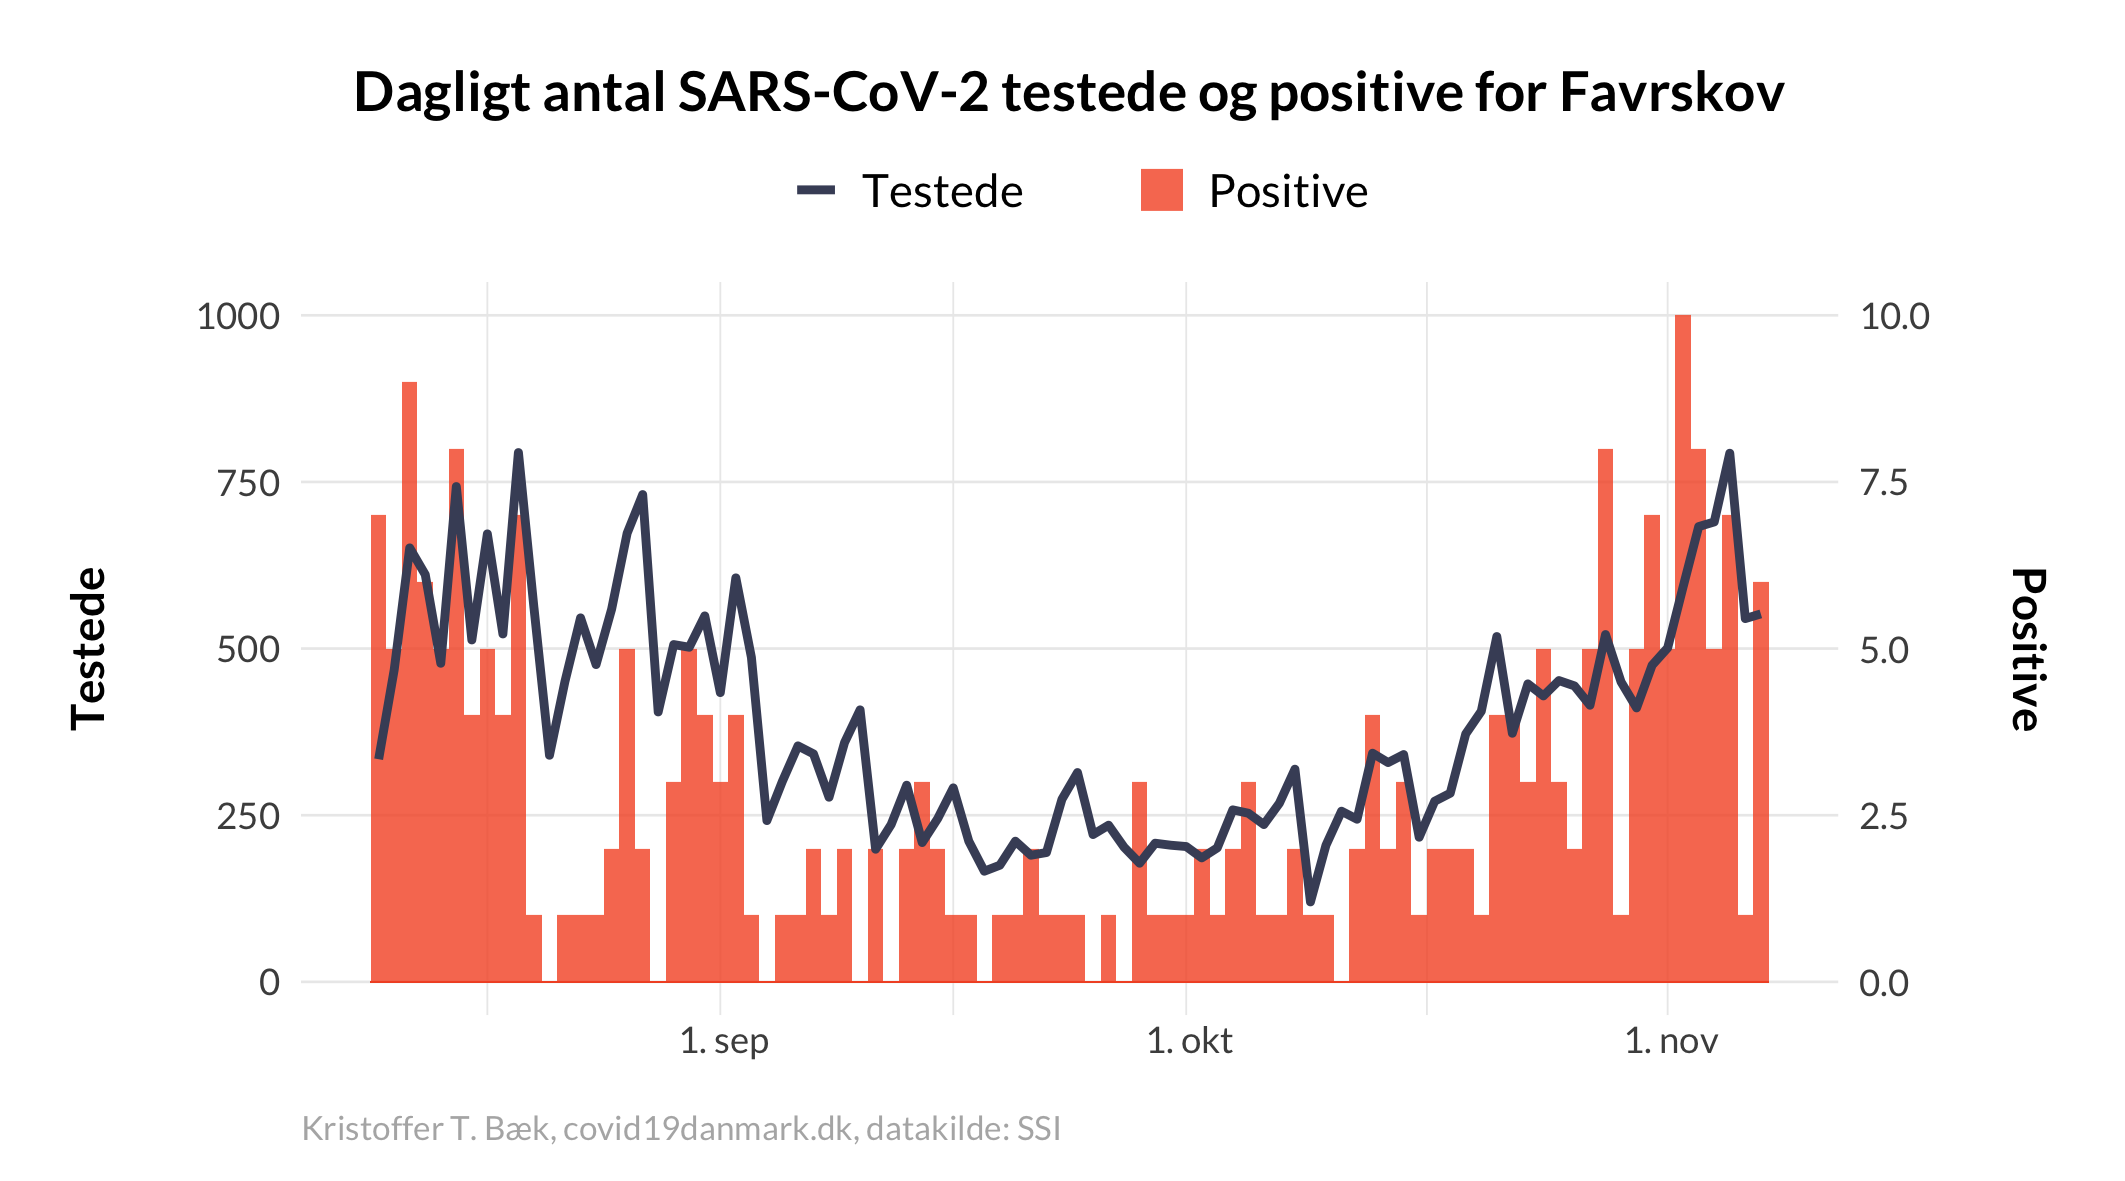 Dagligt antal SARS-CoV-2 testede og positive for Favrskov
Testede
Positive
1000
750
500
250
0
10.0
7.5
5.0
2.5
0.0
Testede
Positive
1. sep
1. okt
1. nov
Kristoffer T. Bæk, covid19danmark.dk, datakilde: SSI